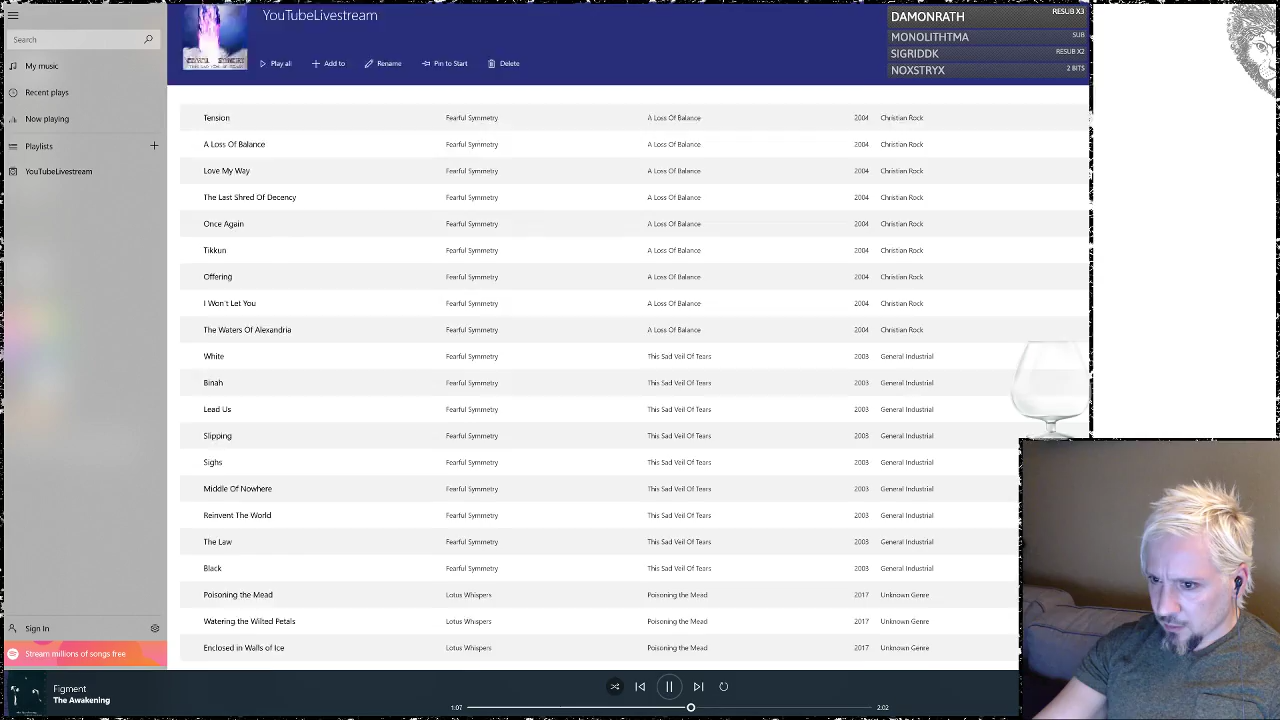 YouTubeLivestream
Play all
Add to
Rename
Pin to Start
Delete
DAMONRATH RESUB X3
MONOLITHTMA SUB
SIGRIDDK RESUB X2
NOXSTRYX 2 BITS
Search
My music
Recent plays
Now playing
Playlists
YouTubeLivestream
Tension Fearful Symmetry A Loss Of Balance 2004 Christian Rock
A Loss Of Balance Fearful Symmetry A Loss Of Balance 2004 Christian Rock
Love My Way Fearful Symmetry A Loss Of Balance 2004 Christian Rock
The Last Shred Of Decency Fearful Symmetry A Loss Of Balance 2004 Christian Rock
Once Again Fearful Symmetry A Loss Of Balance 2004 Christian Rock
Tikkun Fearful Symmetry A Loss Of Balance 2004 Christian Rock
Offering Fearful Symmetry A Loss Of Balance 2004 Christian Rock
I Won't Let You Fearful Symmetry A Loss Of Balance 2004 Christian Rock
The Waters Of Alexandria Fearful Symmetry A Loss Of Balance 2004 Christian Rock
White Fearful Symmetry This Sad Veil Of Tears 2003 General Industrial
Binah Fearful Symmetry This Sad Veil Of Tears 2003 General Industrial
Lead Us Fearful Symmetry This Sad Veil Of Tears 2003 General Industrial
Slipping Fearful Symmetry This Sad Veil Of Tears 2003 General Industrial
Sighs Fearful Symmetry This Sad Veil Of Tears 2003 General Industrial
Middle Of Nowhere Fearful Symmetry This Sad Veil Of Tears 2003 General Industrial
Reinvent The World Fearful Symmetry This Sad Veil Of Tears 2003 General Industrial
The Law Fearful Symmetry This Sad Veil Of Tears 2003 General Industrial
Black Fearful Symmetry This Sad Veil Of Tears 2003 General Industrial
Poisoning the Mead Lotus Whispers Poisoning the Mead 2017 Unknown Genre
Watering the Wilted Petals Lotus Whispers Poisoning the Mead 2017 Unknown Genre
Enclosed in Walls of Ice Lotus Whispers Poisoning the Mead 2017 Unknown Genre
Sign In
Stream millions of songs free
Figment
The Awakening
1:07
2:02